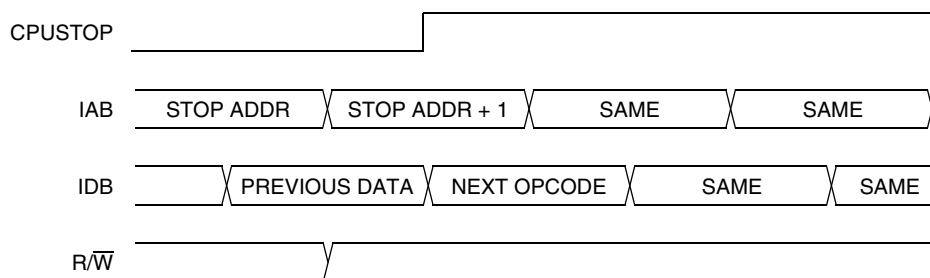 CPUSTOP
IAB STOP ADDR STOP ADDR + 1 SAME SAME
IDB PREVIOUS DATA NEXT OPCODE SAME SAME
R/W̅